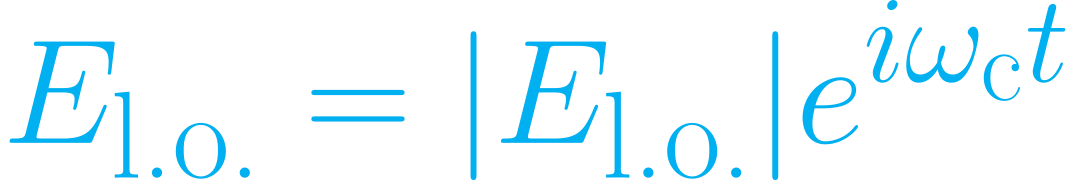 E_{l.o.} = |E_{l.o.}|e^{iω_c t}